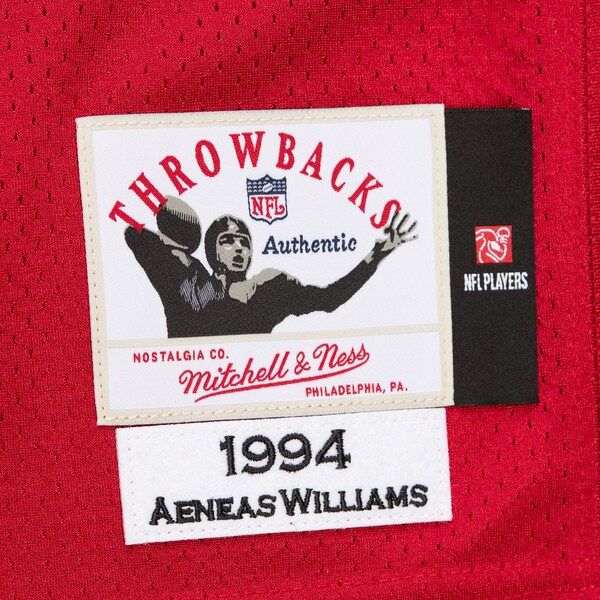 THROWBACKS
NFL
Authentic
NFL PLAYERS
NOSTALGIA CO.
Mitchell & Ness
PHILADELPHIA, PA.
1994
AENEAS WILLIAMS